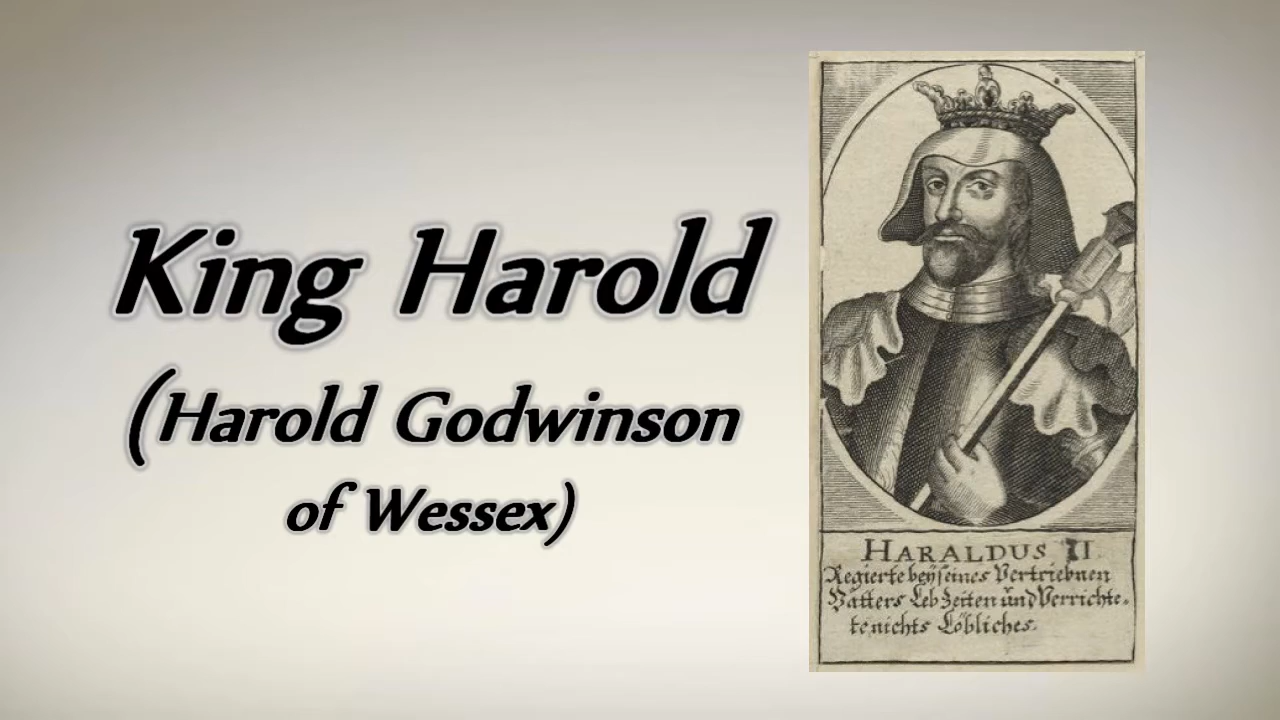 King Harold
(Harold Godwinson
of Wessex)
HARALDUS II
Regierte beÿ seines Vertriebnen
Vatters Leb Zeiten und Verrichte-
te nichts Löbliches.